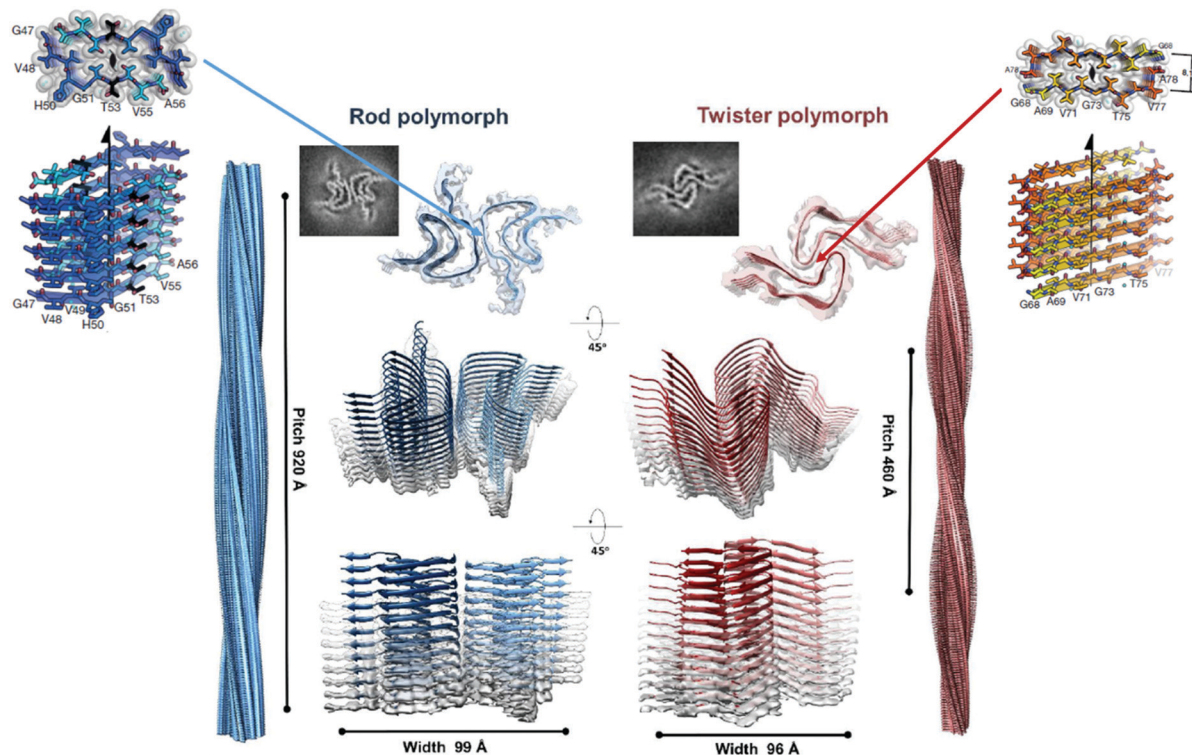 G47
V48
H50
G51
T53
V55
A56
G68
A78
A78
G68
A69
V71
G73
T75
V77
Rod polymorph
Twister polymorph
A56
V55
T53
G51
G47
V48
V49
H50
V77
T75
G73
V71
A69
G68
45°
Pitch 920 Å
Pitch 460 Å
45°
Width 99 Å
Width 96 Å